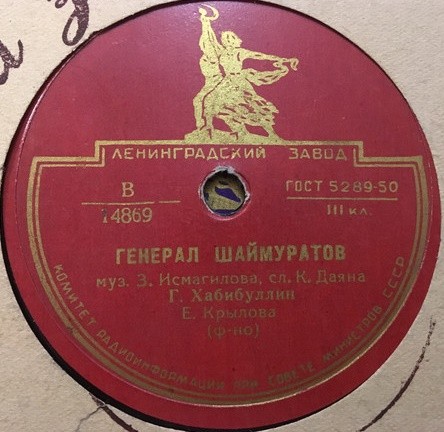 ЛЕНИНГРАДСКИЙ ЗАВОД
В
14869
ГОСТ 5289-50
III кл.
ГЕНЕРАЛ ШАЙМУРАТОВ
муз. З. Исмагилова, сл. К. Даяна
Г. Хабибуллин
Е. Крылова
(ф-но)
КОМИТЕТ РАДИОИНФОРМАЦИИ ПРИ СОВЕТЕ МИНИСТРОВ СССР